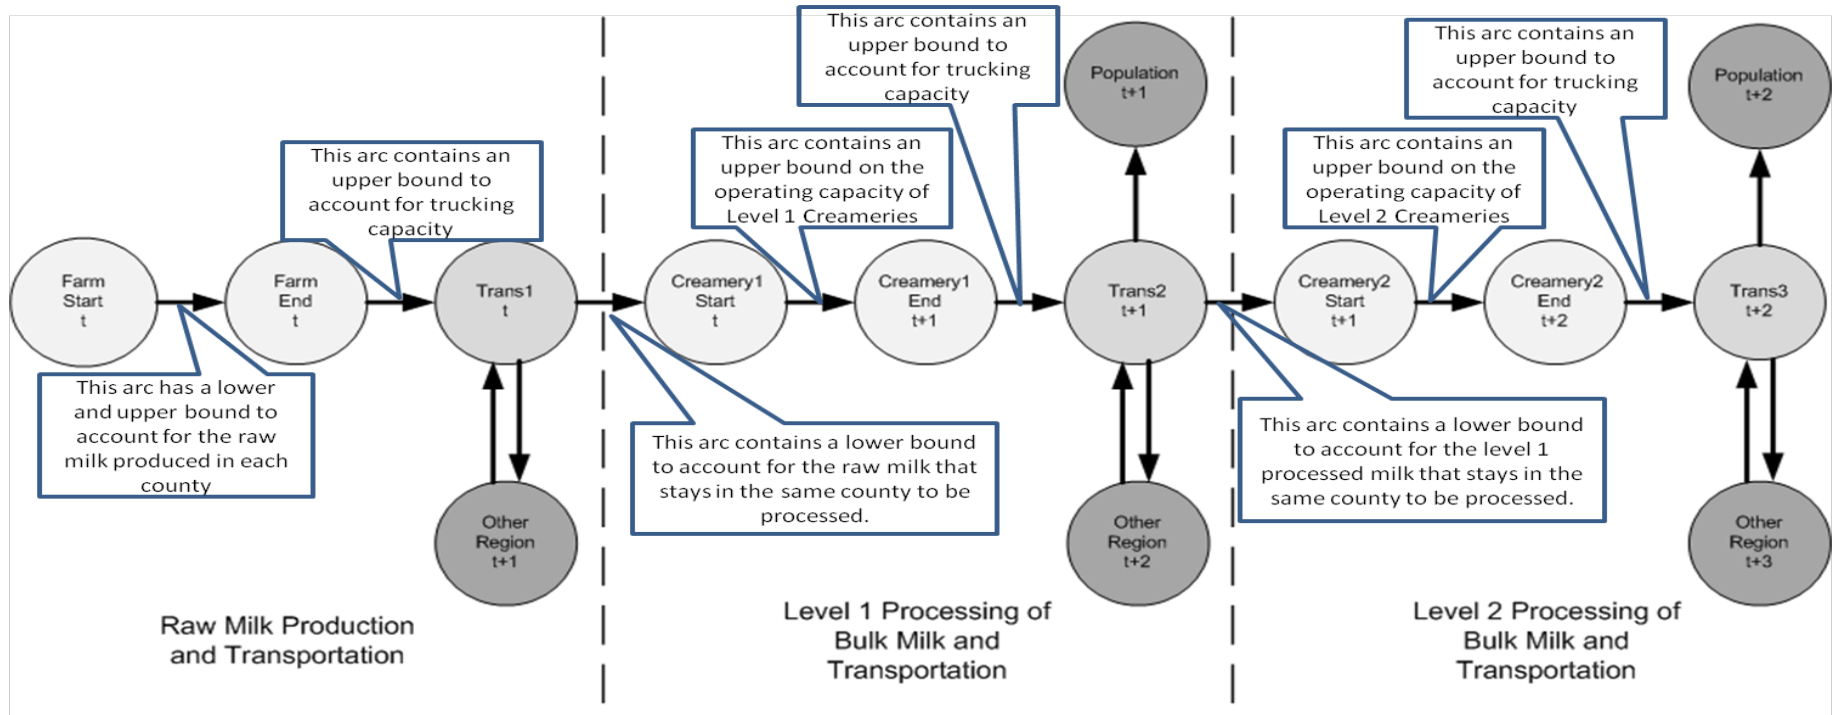 This arc contains an
upper bound to
account for trucking
capacity
This arc contains an
upper bound to
account for trucking
capacity
Population
t+1
Population
t+2
This arc contains an
upper bound to
account for trucking
capacity
This arc contains an
upper bound on the
operating capacity of
Level 1 Creameries
This arc contains an
upper bound on the
operating capacity of
Level 2 Creameries
Farm
Start
t
Farm
End
t
Trans1
t
Creamery1
Start
t
Creamery1
End
t+1
Trans2
t+1
Creamery2
Start
t+1
Creamery2
End
t+2
Trans3
t+2
This arc has a lower
and upper bound to
account for the raw
milk produced in each
county
This arc contains a lower bound
to account for the raw milk that
stays in the same county to be
processed.
This arc contains a lower bound
to account for the level 1
processed milk that stays in the
same county to be processed.
Other
Region
t+1
Other
Region
t+2
Other
Region
t+3
Raw Milk Production
and Transportation
Level 1 Processing of
Bulk Milk and
Transportation
Level 2 Processing of
Bulk Milk and
Transportation